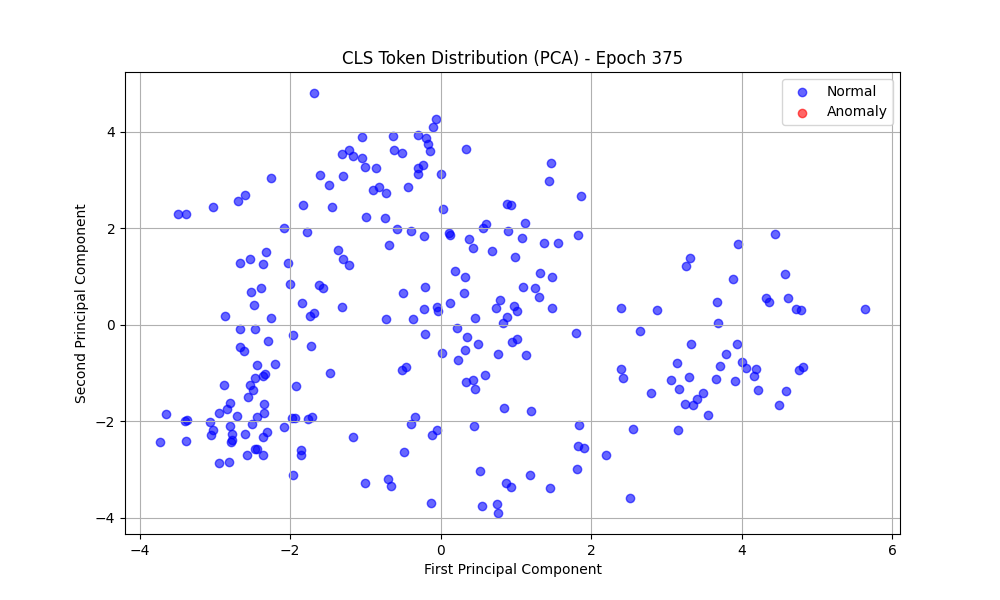 CLS Token Distribution (PCA) - Epoch 375
Normal
Anomaly
Second Principal Component
4
2
0
−2
−4
−4 −2 0 2 4 6
First Principal Component